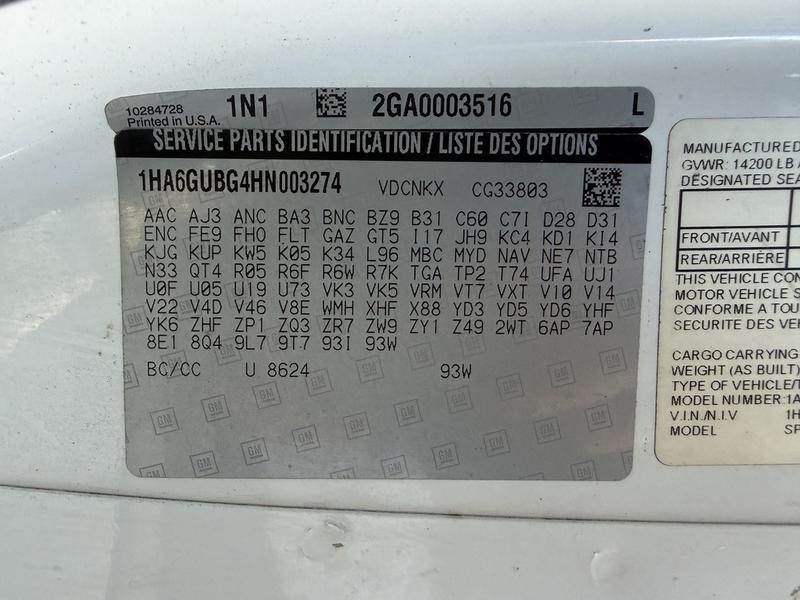 10284728
Printed in U.S.A.
1N1
2GA0003516
L
SERVICE PARTS IDENTIFICATION / LISTE DES OPTIONS
1HA6GUBG4HN003274 VDCNKX CG33803
AAC AJ3 ANC BA3 BNC BZ9 B31 C60 C7I D28 D31
ENC FE9 FHO FLT GAZ GT5 I17 JH9 KC4 KD1 KI4
KJG KUP KW5 K05 K34 L96 MBC MYD NAV NE7 NTB
N33 QT4 R05 R6F R6W R7K TGA TP2 T74 UFA UJ1
U0F U05 U19 U73 VK3 VK5 VRM VT7 VXT V10 V14
V22 V4D V46 V8E WMH XHF X88 YD3 YD5 YD6 YHF
YK6 ZHF ZP1 ZQ3 ZR7 ZW9 ZY1 Z49 2WT 6AP 7AP
8E1 8Q4 9L7 9T7 93I 93W
BC/CC U 8624 93W
MANUFACTURED
GVWR: 14200 LB
DESIGNATED SEA
FRONT/AVANT
REAR/ARRIÈRE
THIS VEHICLE CON
MOTOR VEHICLE S
CONFORME A TOU
SECURITE DES VE
CARGO CARRYING
WEIGHT (AS BUILT)
TYPE OF VEHICLE/T
MODEL NUMBER:1A
V.I.N./N.I.V 1H
MODEL SP